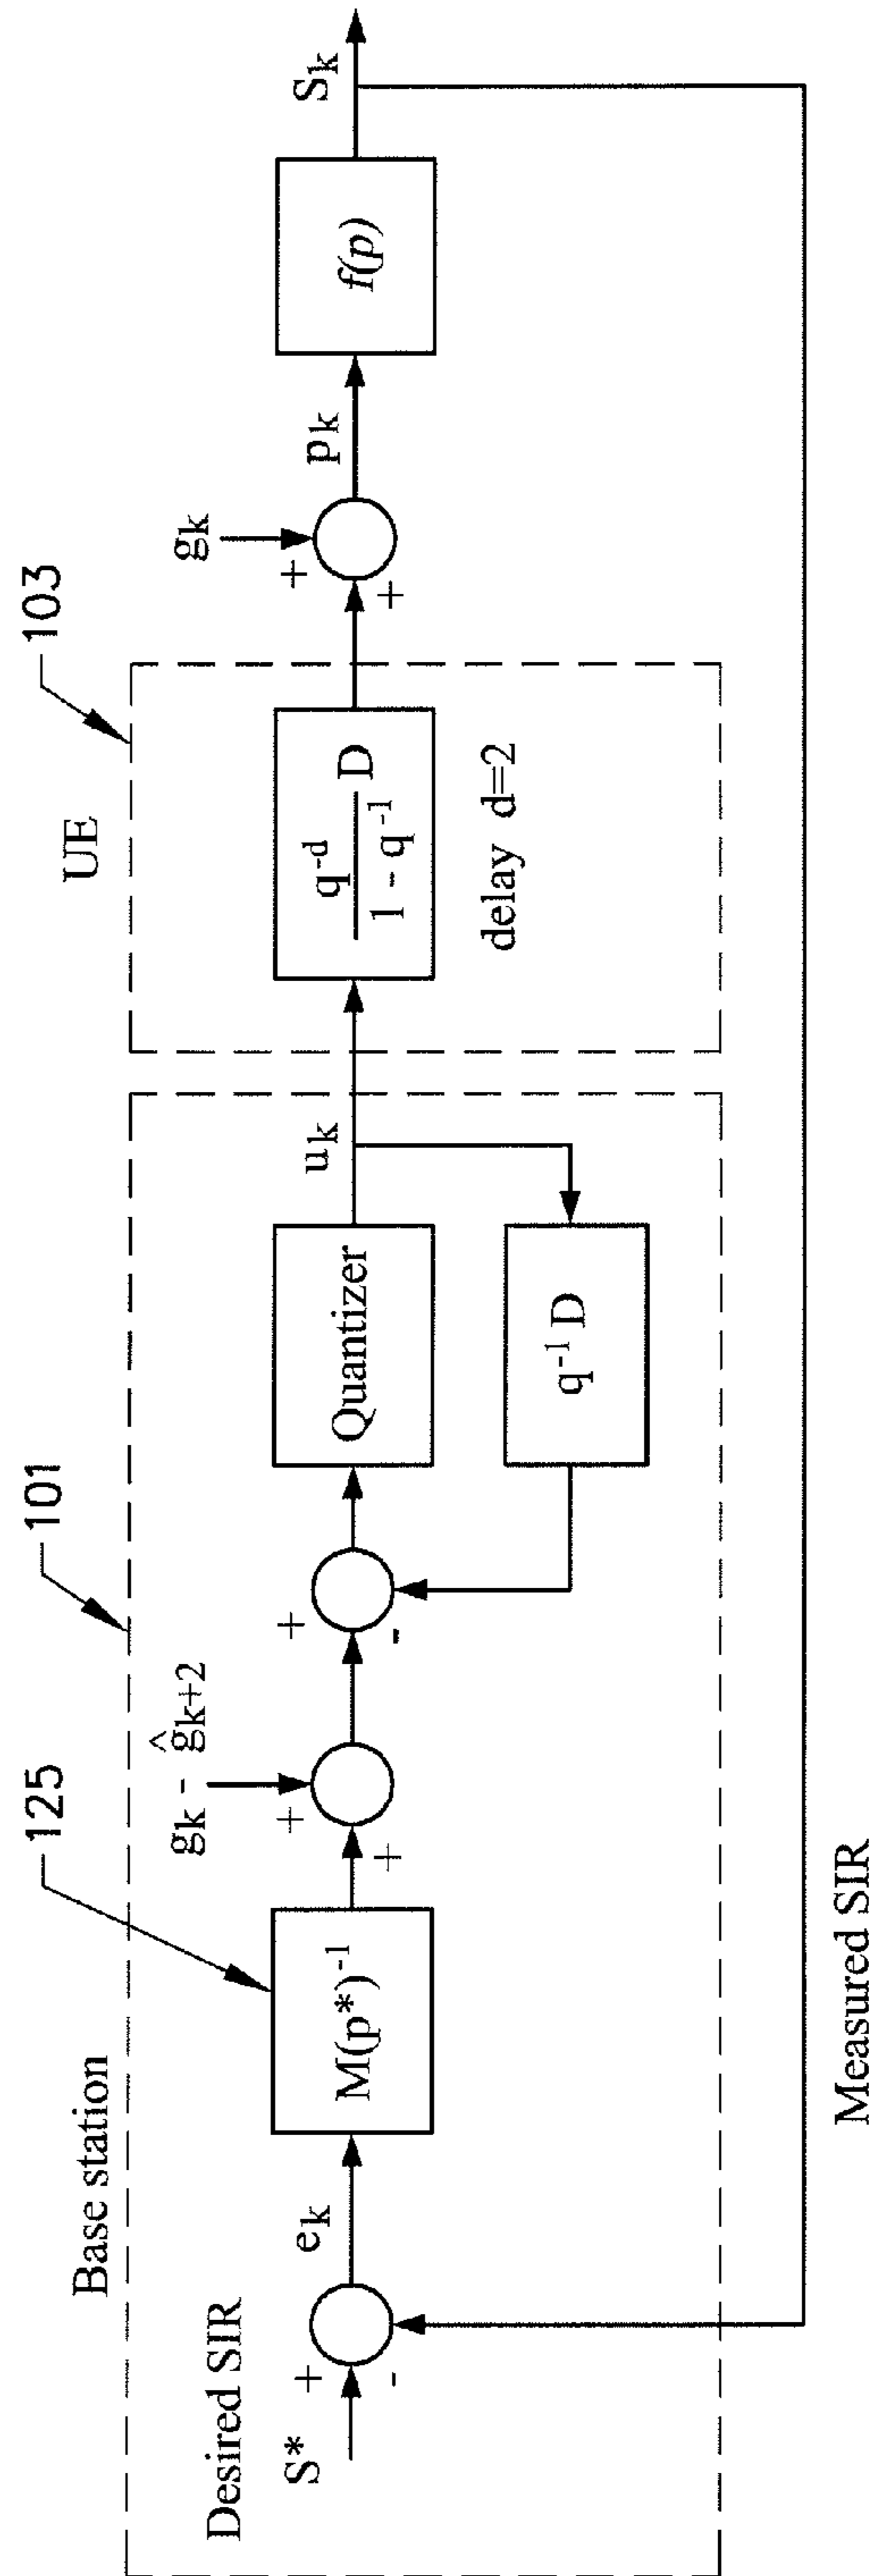 Base station
101
UE
103
125
Desired SIR
S*
+
-
e_k
M(p*)^-1
g_k - ĝ_k+2
+
+
+
-
Quantizer
u_k
q^-1 D
q^-d
1 - q^-1
D
delay d=2
g_k
+
+
p_k
f(p)
S_k
Measured SIR